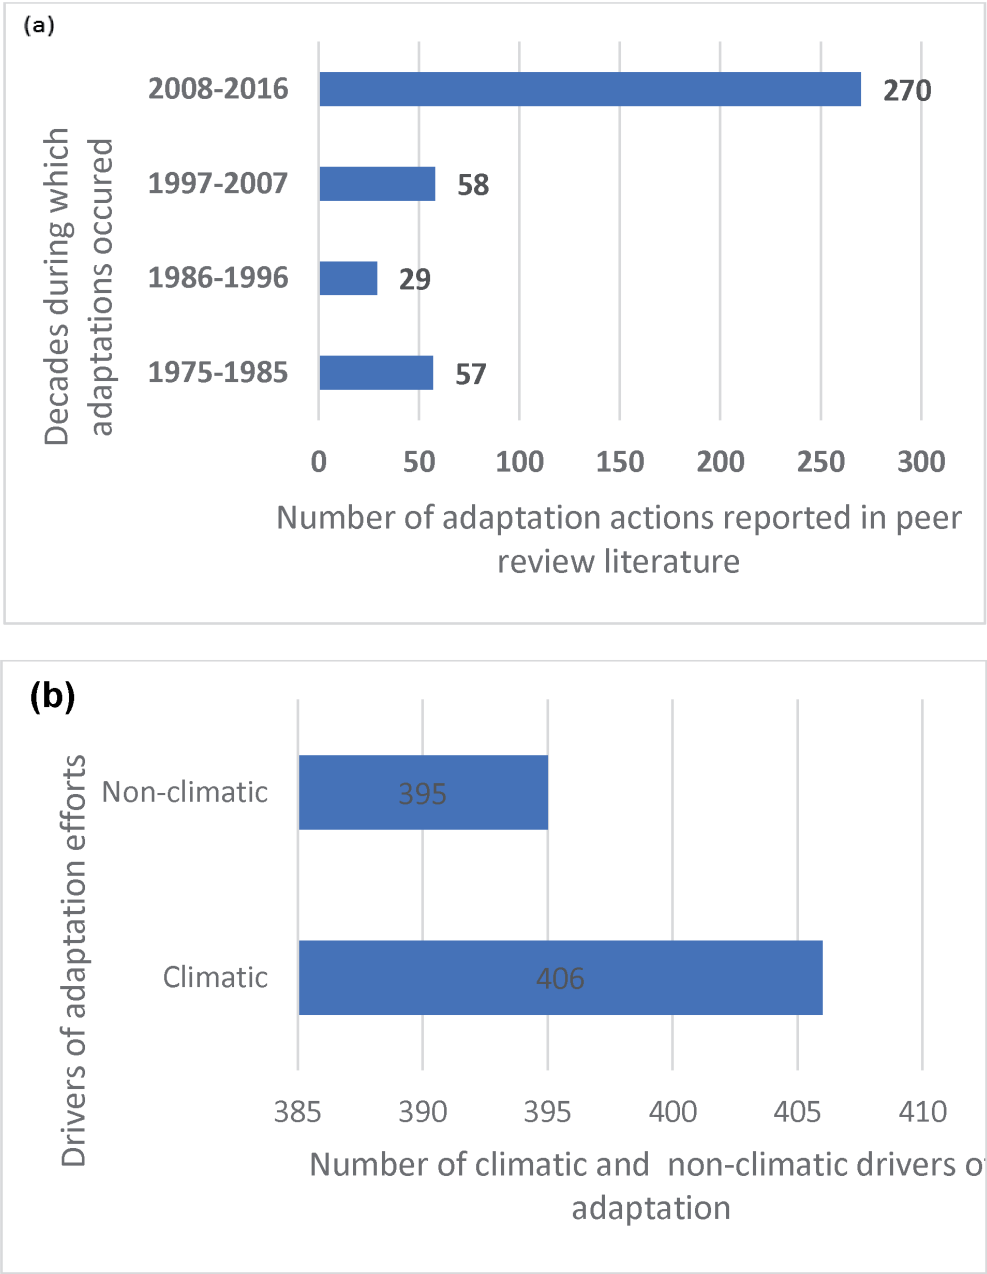 (a)
2008-2016
270
1997-2007
58
1986-1996
29
1975-1985
57
Decades during which
adaptations occured
0 50 100 150 200 250 300
Number of adaptation actions reported in peer
review literature
(b)
Non-climatic
395
Climatic
406
Drivers of adaptation efforts
385 390 395 400 405 410
Number of climatic and non-climatic drivers of
adaptation